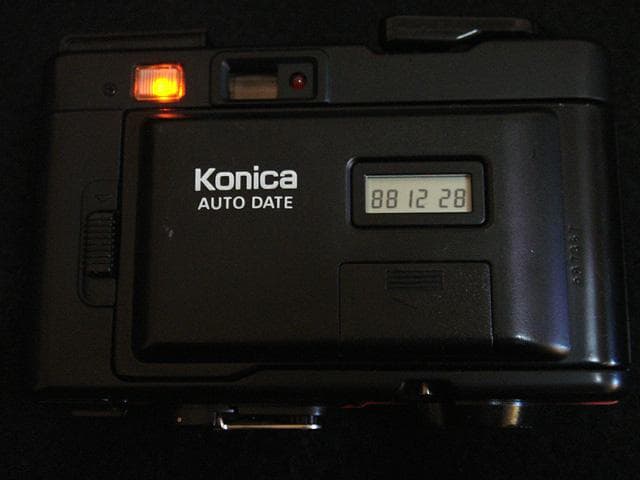 Konica
AUTO DATE
88 12 28